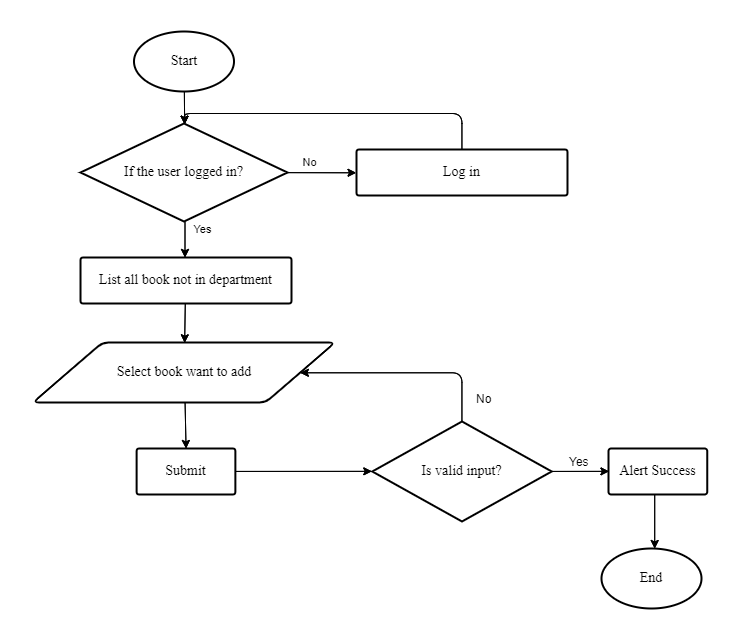 Start
If the user logged in?
No
Log in
Yes
List all book not in department
Select book want to add
No
Submit
Is valid input?
Yes
Alert Success
End